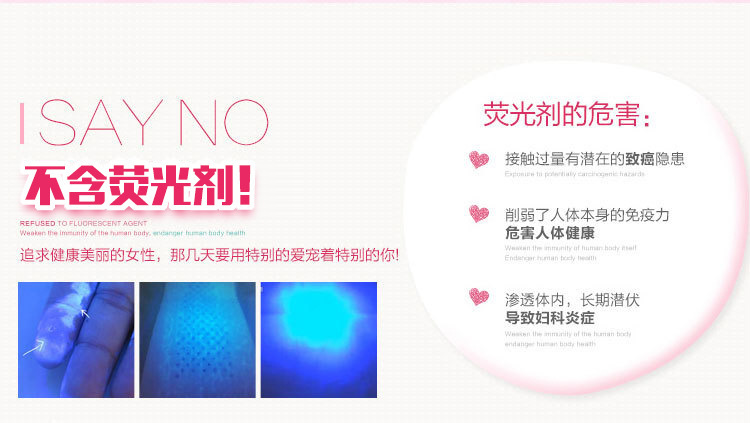 I SAY NO
不含荧光剂!
REFUSED TO FLUORESCENT AGENT
Weaken the immunity of the human body, endanger human body health
追求健康美丽的女性，那几天要用特别的爱宠着特别的你!
荧光剂的危害：
接触过量有潜在的致癌隐患
Exposure to potentially carcinogenic hazards
削弱了人体本身的免疫力
危害人体健康
Weaken the immunity of human body itself
Endanger human body health
渗透体内，长期潜伏
导致妇科炎症
Weaken the immunity of the human body
endanger human body health